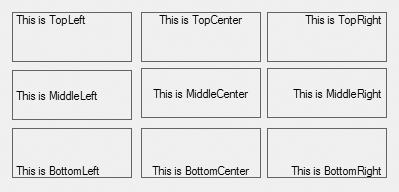 This is TopLeft
This is TopCenter
This is TopRight
This is MiddleLeft
This is MiddleCenter
This is MiddleRight
This is BottomLeft
This is BottomCenter
This is BottomRight